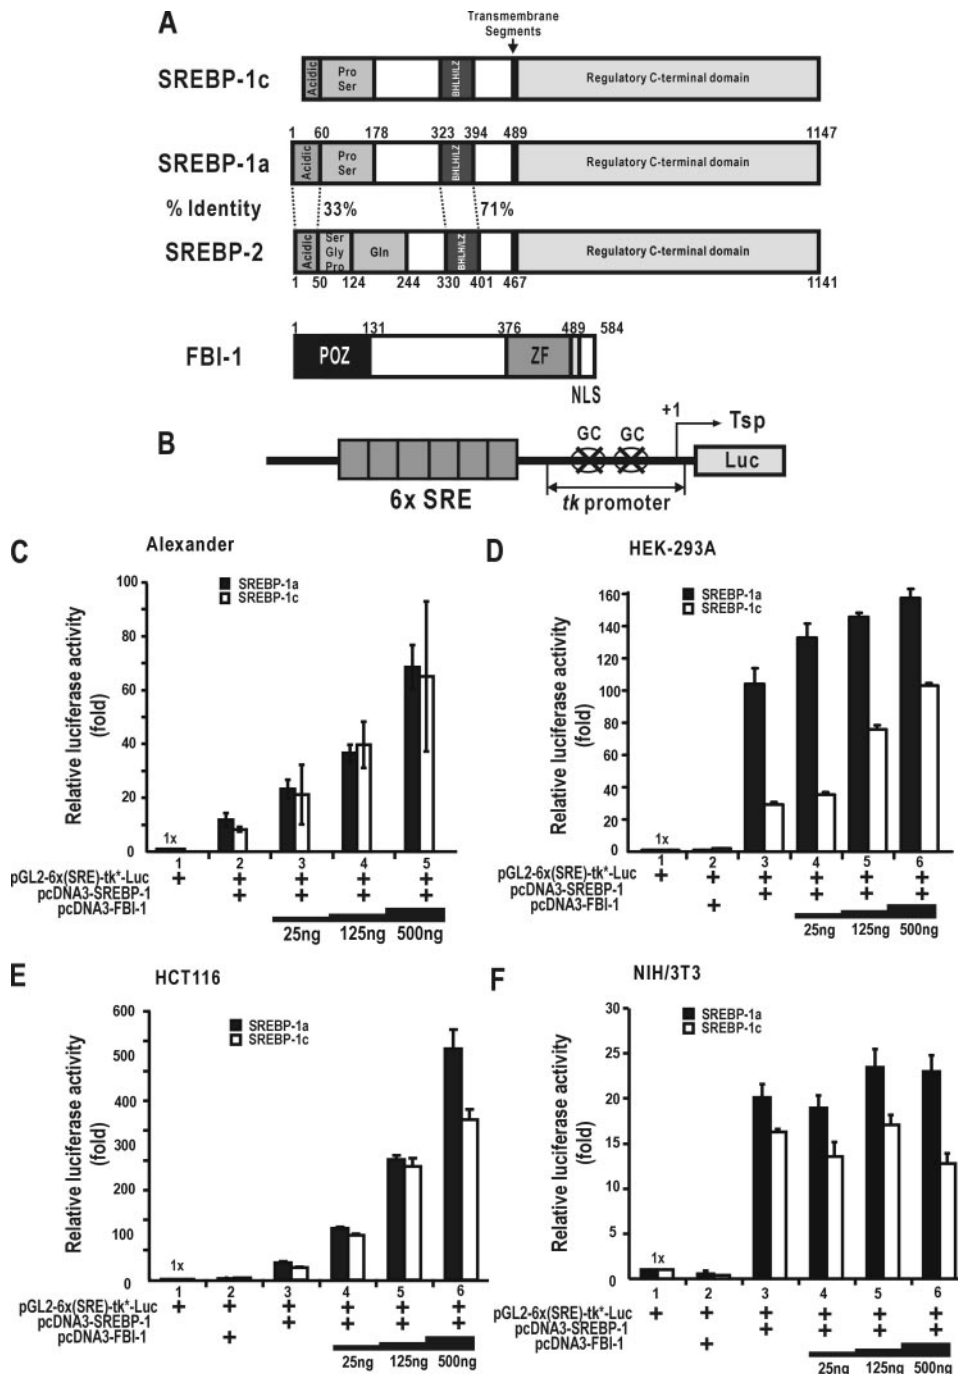 A
Transmembrane
Segments
SREBP-1c
Acidic
Pro
Ser
BHLH/LZ
Regulatory C-terminal domain
1 60 178 323 394 489 1147
SREBP-1a
Acidic
Pro
Ser
BHLH/LZ
Regulatory C-terminal domain
% Identity 33% 71%
SREBP-2
Acidic
Ser
Gly
Pro
Gln
BHLH/LZ
Regulatory C-terminal domain
1 50 124 244 330 401 467 1141
1 131 376 489 584
FBI-1
POZ
ZF
NLS
B
GC GC +1 Tsp
Luc
6x SRE
tk promoter
C
Alexander
SREBP-1a
SREBP-1c
Relative luciferase activity
(fold)
100
80
60
40
20
0
1x
1 2 3 4 5
pGL2-6x(SRE)-tk*-Luc + + + + +
pcDNA3-SREBP-1 + + + +
pcDNA3-FBI-1
25ng 125ng 500ng
D
HEK-293A
SREBP-1a
SREBP-1c
Relative luciferase activity
(fold)
160
140
120
100
80
60
40
20
0
1x
1 2 3 4 5 6
pGL2-6x(SRE)-tk*-Luc + + + + + +
pcDNA3-SREBP-1 + + + +
pcDNA3-FBI-1 +
25ng 125ng 500ng
E
HCT116
SREBP-1a
SREBP-1c
Relative luciferase activity
(fold)
600
500
400
300
200
100
0
1x
1 2 3 4 5 6
pGL2-6x(SRE)-tk*-Luc + + + + + +
pcDNA3-SREBP-1 + + + +
pcDNA3-FBI-1 +
25ng 125ng 500ng
F
NIH/3T3
SREBP-1a
SREBP-1c
Relative luciferase activity
(fold)
30
25
20
15
10
5
0
1x
1 2 3 4 5 6
pGL2-6x(SRE)-tk*-Luc + + + + + +
pcDNA3-SREBP-1 + + + +
pcDNA3-FBI-1 +
25ng 125ng 500ng